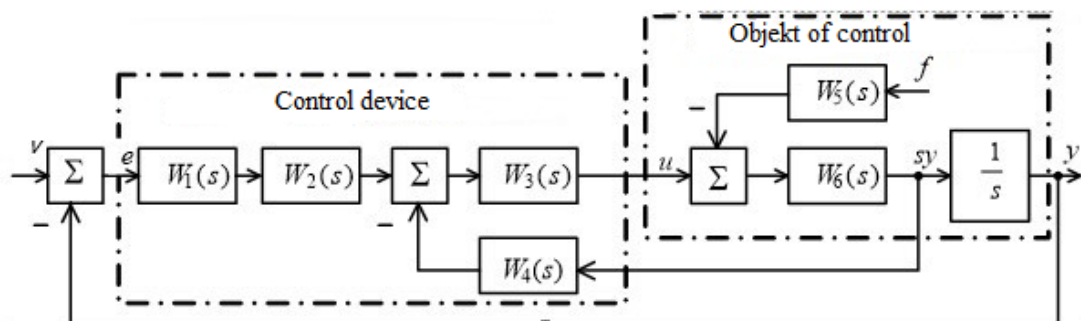 Objekt of control
Control device
W5(s)
f
−
v
Σ
e
W1(s)
W2(s)
Σ
W3(s)
u
Σ
W6(s)
sy
1
s
y
−
−
W4(s)